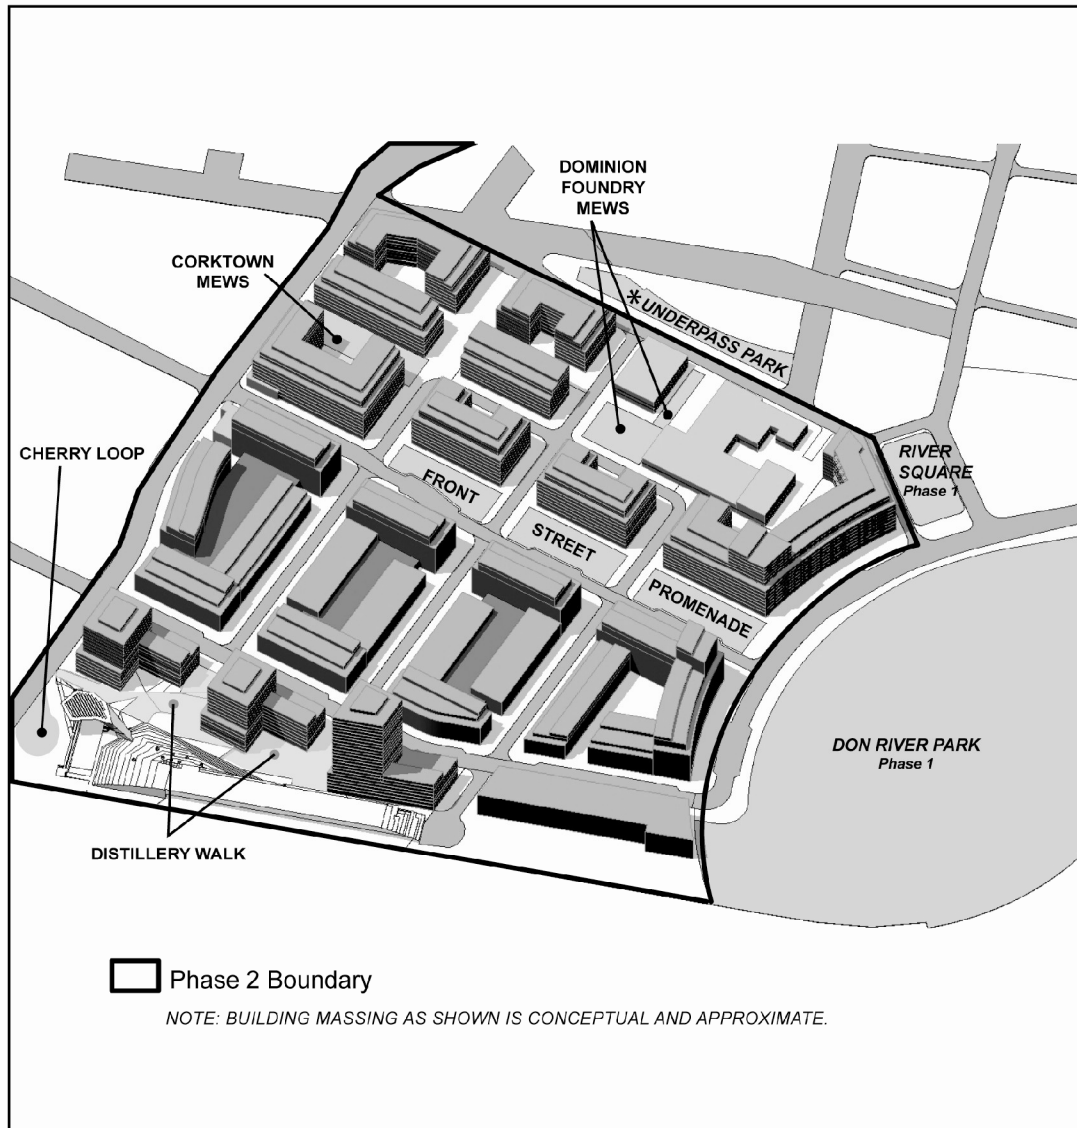 DOMINION
FOUNDRY
MEWS
CORKTOWN
MEWS
* UNDERPASS PARK
CHERRY LOOP
RIVER
SQUARE
Phase 1
FRONT
STREET
PROMENADE
DON RIVER PARK
Phase 1
DISTILLERY WALK
Phase 2 Boundary
NOTE: BUILDING MASSING AS SHOWN IS CONCEPTUAL AND APPROXIMATE.